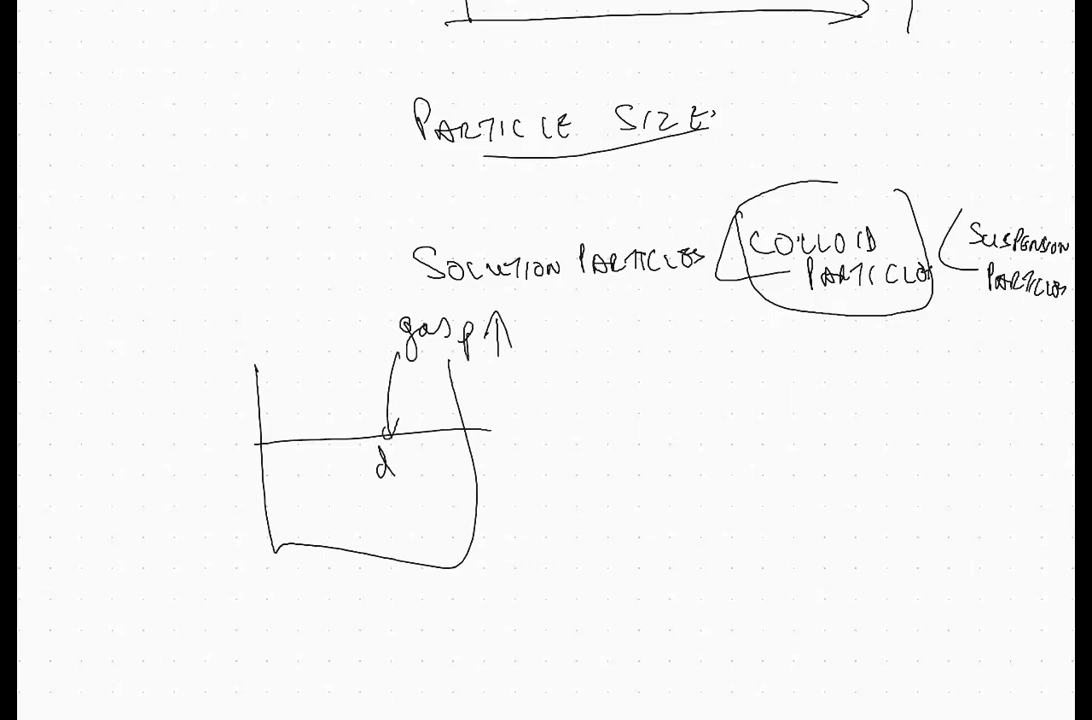 PARTICLE SIZE
SOLUTION PARTICLES < COLLOID PARTICLES < SUSPENSION PARTICLES
gas p ↑
d